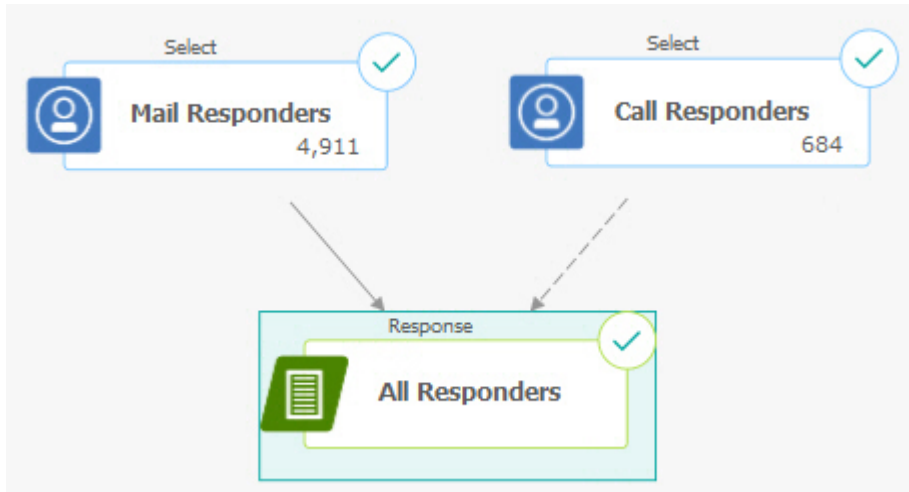 Select
Mail Responders
4,911
Select
Call Responders
684
Response
All Responders